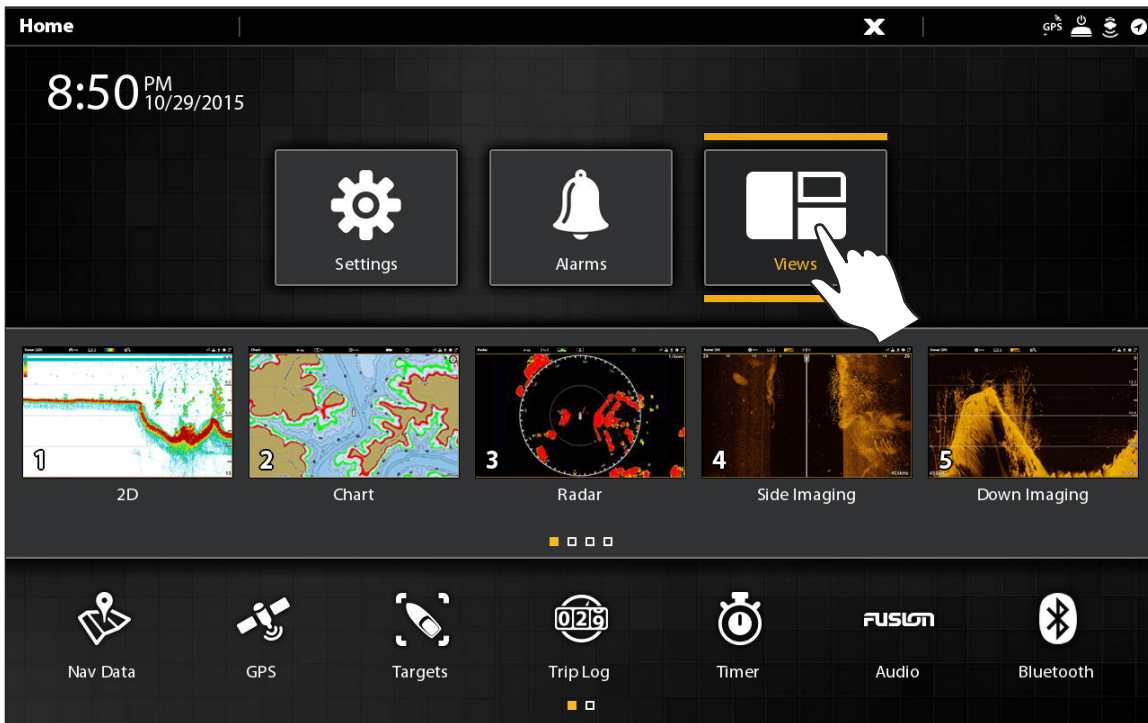 Home
GPS
8:50 PM
10/29/2015
Settings
Alarms
Views
1
2
3
4
5
2D
Chart
Radar
Side Imaging
Down Imaging
029
FUSION
Nav Data
GPS
Targets
Trip Log
Timer
Audio
Bluetooth